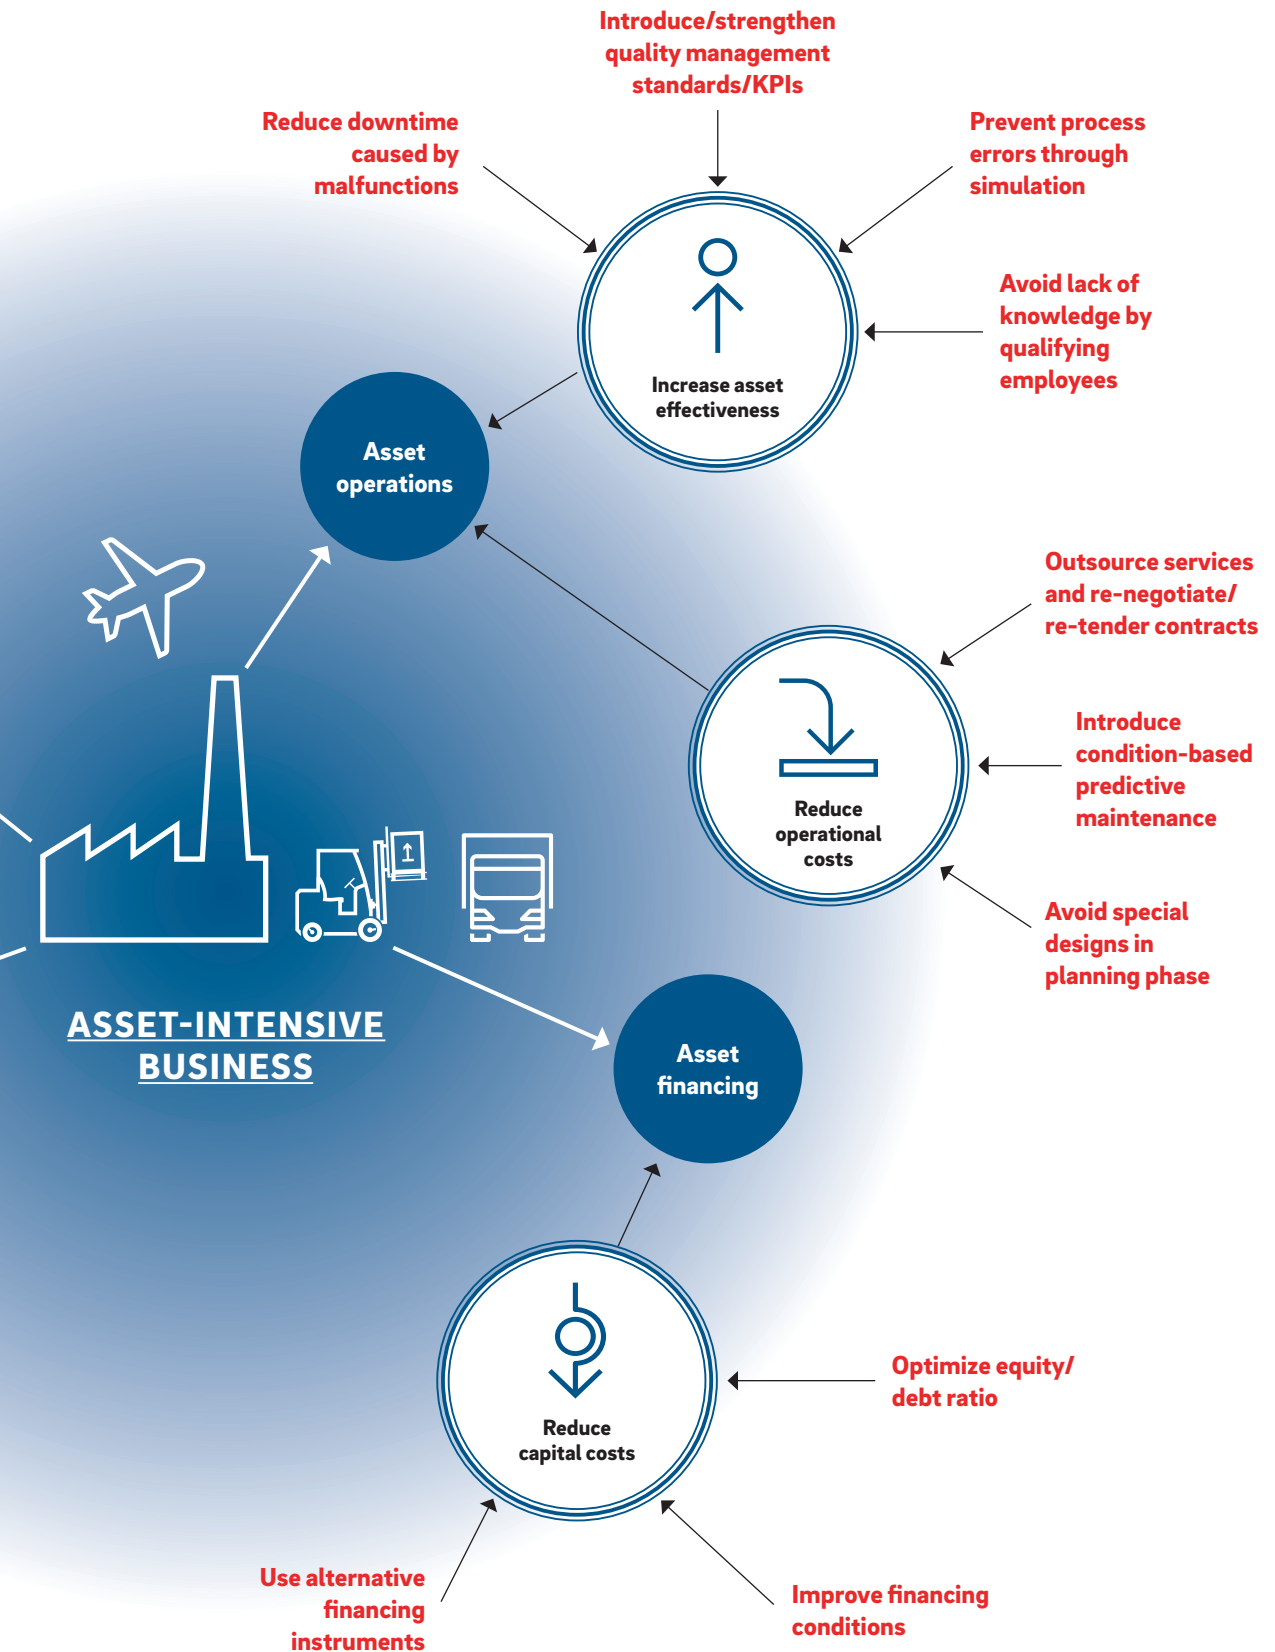 Introduce/strengthen
quality management
standards/KPIs
Reduce downtime
caused by
malfunctions
Prevent process
errors through
simulation
Avoid lack of
knowledge by
qualifying
employees
Increase asset
effectiveness
Asset
operations
Outsource services
and re-negotiate/
re-tender contracts
Introduce
condition-based
predictive
maintenance
Reduce
operational
costs
Avoid special
designs in
planning phase
ASSET-INTENSIVE
BUSINESS
Asset
financing
Optimize equity/
debt ratio
Reduce
capital costs
Use alternative
financing
instruments
Improve financing
conditions